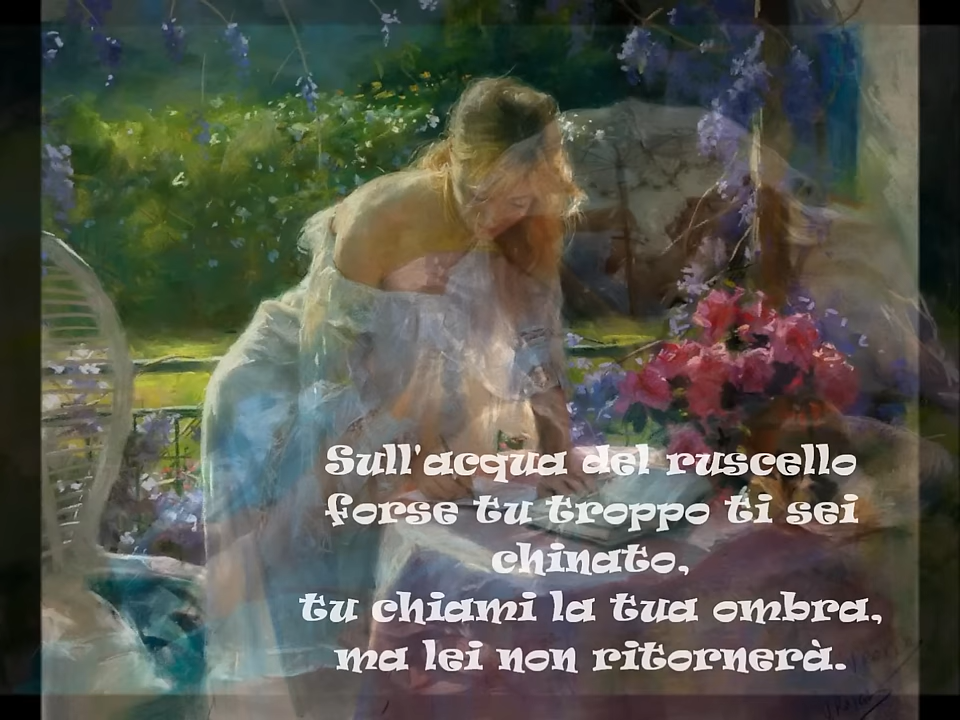 Sull'acqua del ruscello
forse tu troppo ti sei
chinato,
tu chiami la tua ombra,
ma lei non ritornerà.